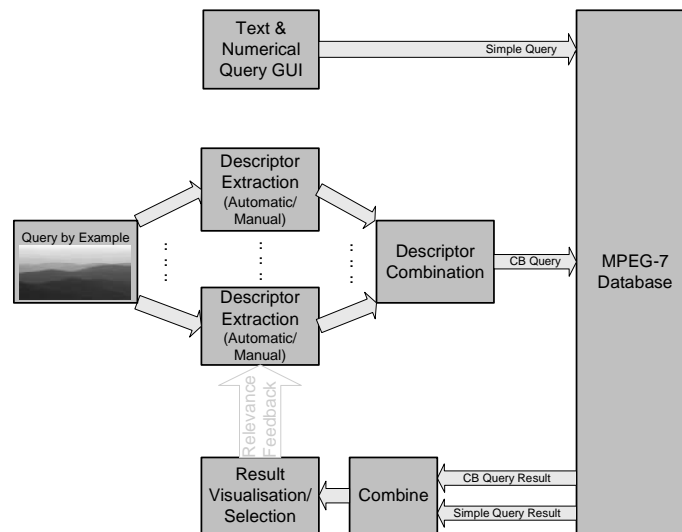 Text &
Numerical
Query GUI
Simple Query
Descriptor
Extraction
(Automatic/
Manual)
Query by Example
Descriptor
Combination
CB Query
MPEG-7
Database
Descriptor
Extraction
(Automatic/
Manual)
Relevance
Feedback
Result
Visualisation/
Selection
Combine
CB Query Result
Simple Query Result